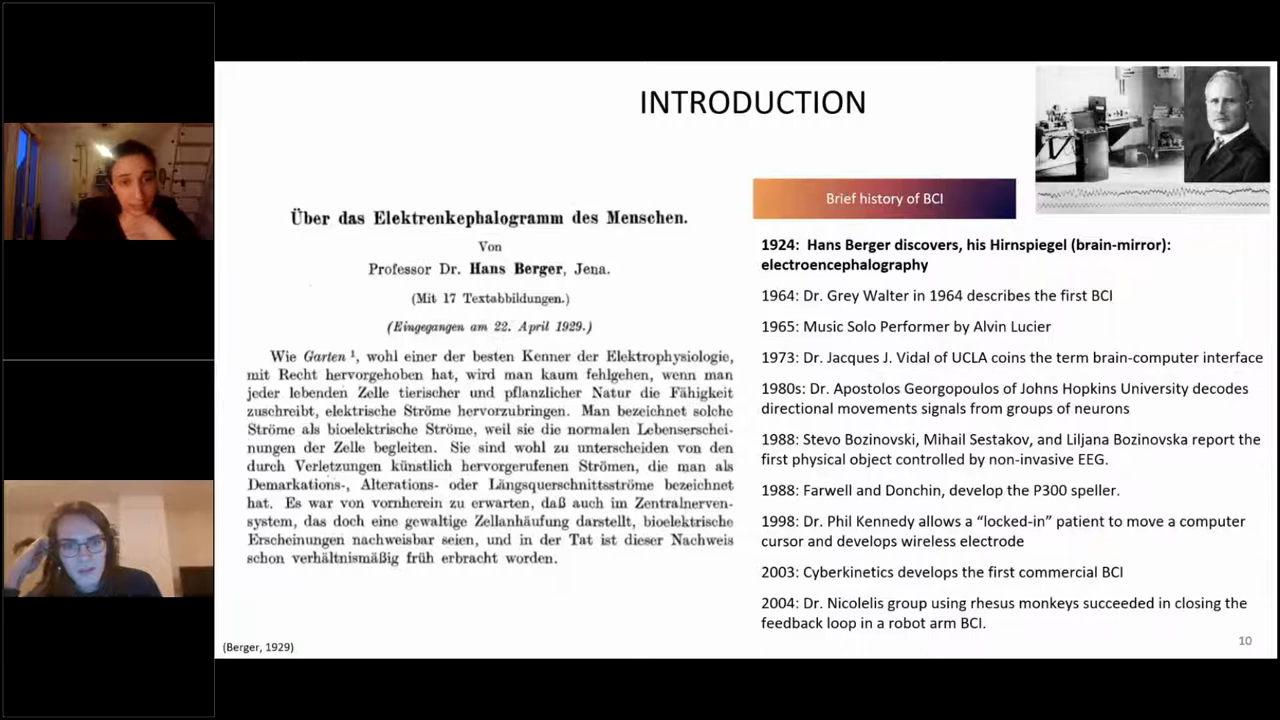 INTRODUCTION
Über das Elektrenkephalogramm des Menschen.
Von
Professor Dr. Hans Berger, Jena.
(Mit 17 Textabbildungen.)
(Eingegangen am 22. April 1929.)
Wie Garten 1, wohl einer der besten Kenner der Elektrophysiologie,
mit Recht hervorgehoben hat, wird man kaum fehlgehen, wenn man
jeder lebenden Zelle tierischer und pflanzlicher Natur die Fähigkeit
zuschreibt, elektrische Ströme hervorzubringen. Man bezeichnet solche
Ströme als bioelektrische Ströme, weil sie die normalen Lebenserschei-
nungen der Zelle begleiten. Sie sind wohl zu unterscheiden von den
durch Verletzungen künstlich hervorgerufenen Strömen, die man als
Demarkations-, Alterations- oder Längsquerschnittsströme bezeichnet
hat. Es war von vornherein zu erwarten, daß auch im Zentralnerven-
system, das doch eine gewaltige Zellanhäufung darstellt, bioelektrische
Erscheinungen nachweisbar seien, und in der Tat ist dieser Nachweis
schon verhältnismäßig früh erbracht worden.
(Berger, 1929)
Brief history of BCI
1924: Hans Berger discovers, his Hirnspiegel (brain-mirror):
electroencephalography
1964: Dr. Grey Walter in 1964 describes the first BCI
1965: Music Solo Performer by Alvin Lucier
1973: Dr. Jacques J. Vidal of UCLA coins the term brain-computer interface
1980s: Dr. Apostolos Georgopoulos of Johns Hopkins University decodes
directional movements signals from groups of neurons
1988: Stevo Bozinovski, Mihail Sestakov, and Liljana Bozinovska report the
first physical object controlled by non-invasive EEG.
1988: Farwell and Donchin, develop the P300 speller.
1998: Dr. Phil Kennedy allows a “locked-in” patient to move a computer
cursor and develops wireless electrode
2003: Cyberkinetics develops the first commercial BCI
2004: Dr. Nicolelis group using rhesus monkeys succeeded in closing the
feedback loop in a robot arm BCI.
10